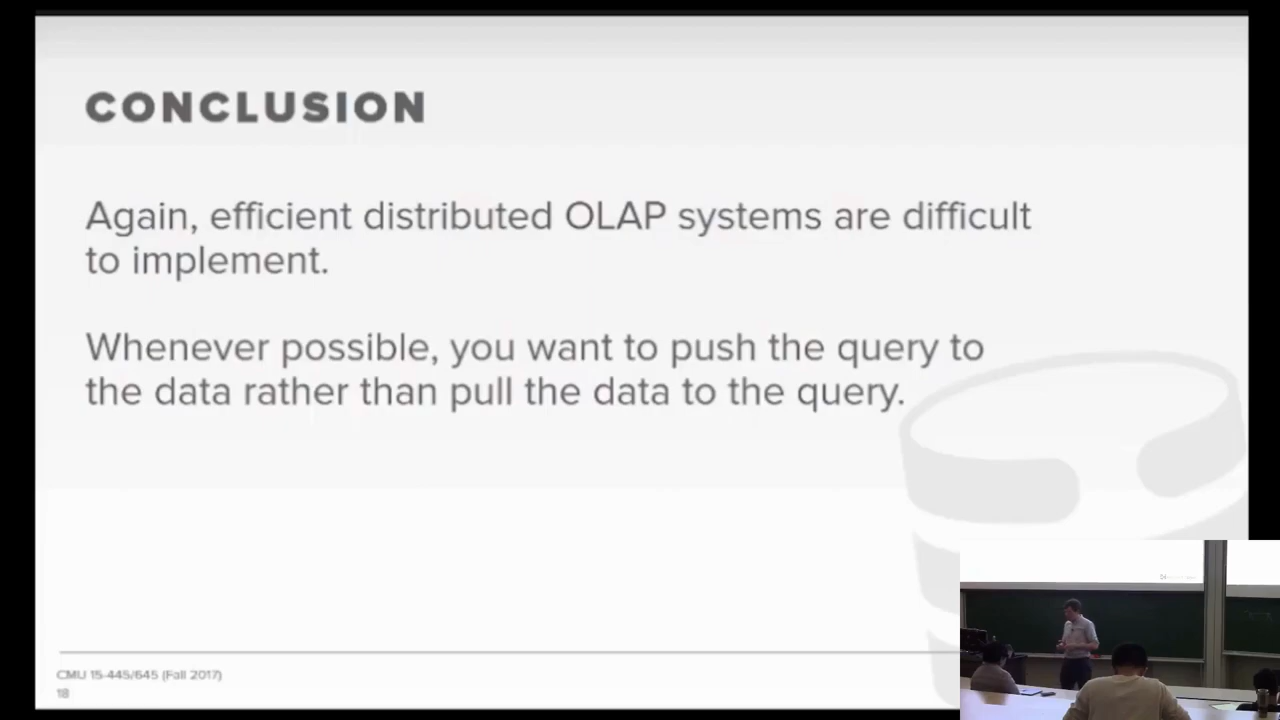 CONCLUSION
Again, efficient distributed OLAP systems are difficult
to implement.
Whenever possible, you want to push the query to
the data rather than pull the data to the query.
CMU 15-445/645 (Fall 2017)
18